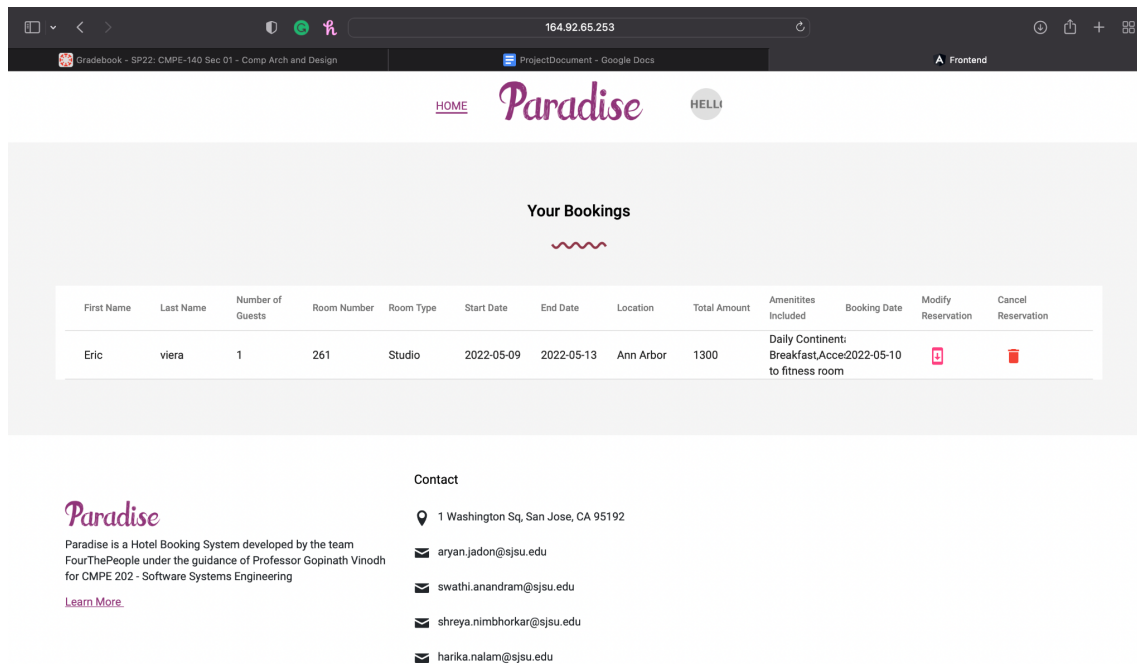 164.92.65.253
Gradebook - SP22: CMPE-140 Sec 01 - Comp Arch and Design
ProjectDocument - Google Docs
Frontend
HOME
Paradise
HELLO
Your Bookings
First Name Last Name Number of Guests Room Number Room Type Start Date End Date Location Total Amount Amenitites Included Booking Date Modify Reservation Cancel Reservation
Eric viera 1 261 Studio 2022-05-09 2022-05-13 Ann Arbor 1300 Daily Continenta Breakfast,Acces to fitness room 2022-05-10
Paradise
Paradise is a Hotel Booking System developed by the team
FourThePeople under the guidance of Professor Gopinath Vinodh
for CMPE 202 - Software Systems Engineering
Learn More
Contact
1 Washington Sq, San Jose, CA 95192
aryan.jadon@sjsu.edu
swathi.anandram@sjsu.edu
shreya.nimbhorkar@sjsu.edu
harika.nalam@sjsu.edu